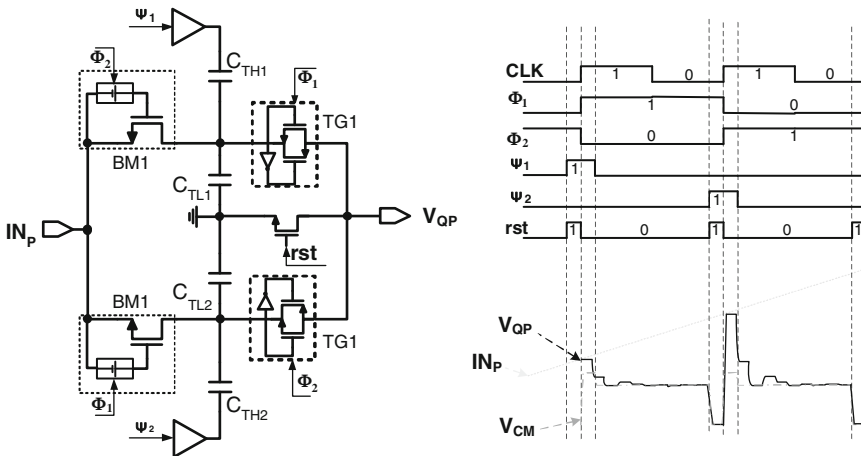 Ψ1
Φ2
CTH1
Φ1
TG1
BM1
CTL1
INP
VQP
rst
CTL2
BM1
TG1
Φ2
Φ1
CTH2
Ψ2
CLK
1
0
1
0
Φ1
1
0
Φ2
0
1
Ψ1
1
Ψ2
1
rst
1
0
1
0
1
VQP
INP
VCM